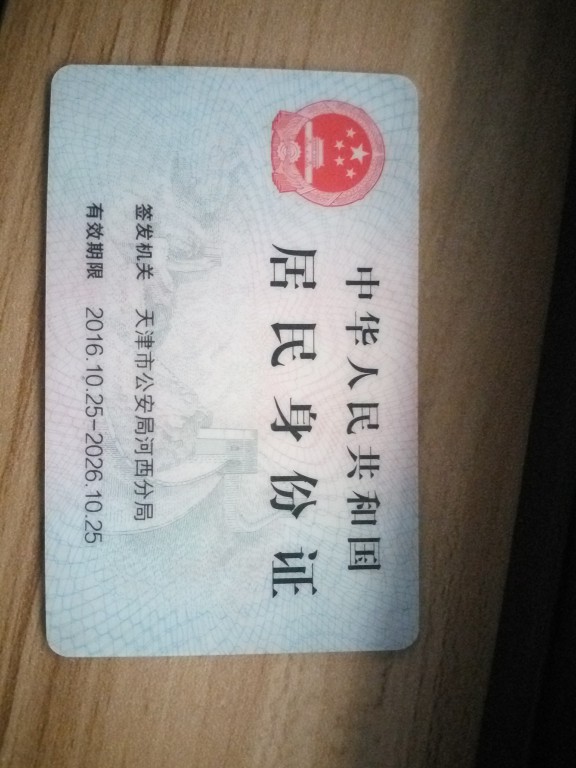 中华人民共和国
居民身份证
签发机关 天津市公安局河西分局
有效期限 2016.10.25-2026.10.25